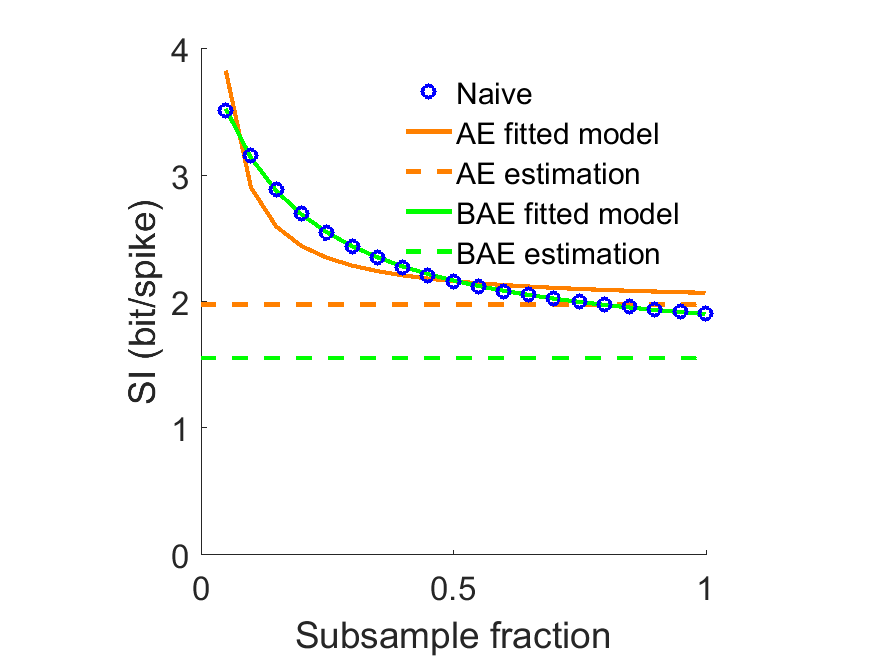 4
3
2
1
0
SI (bit/spike)
Naive
AE fitted model
AE estimation
BAE fitted model
BAE estimation
0
0.5
1
Subsample fraction